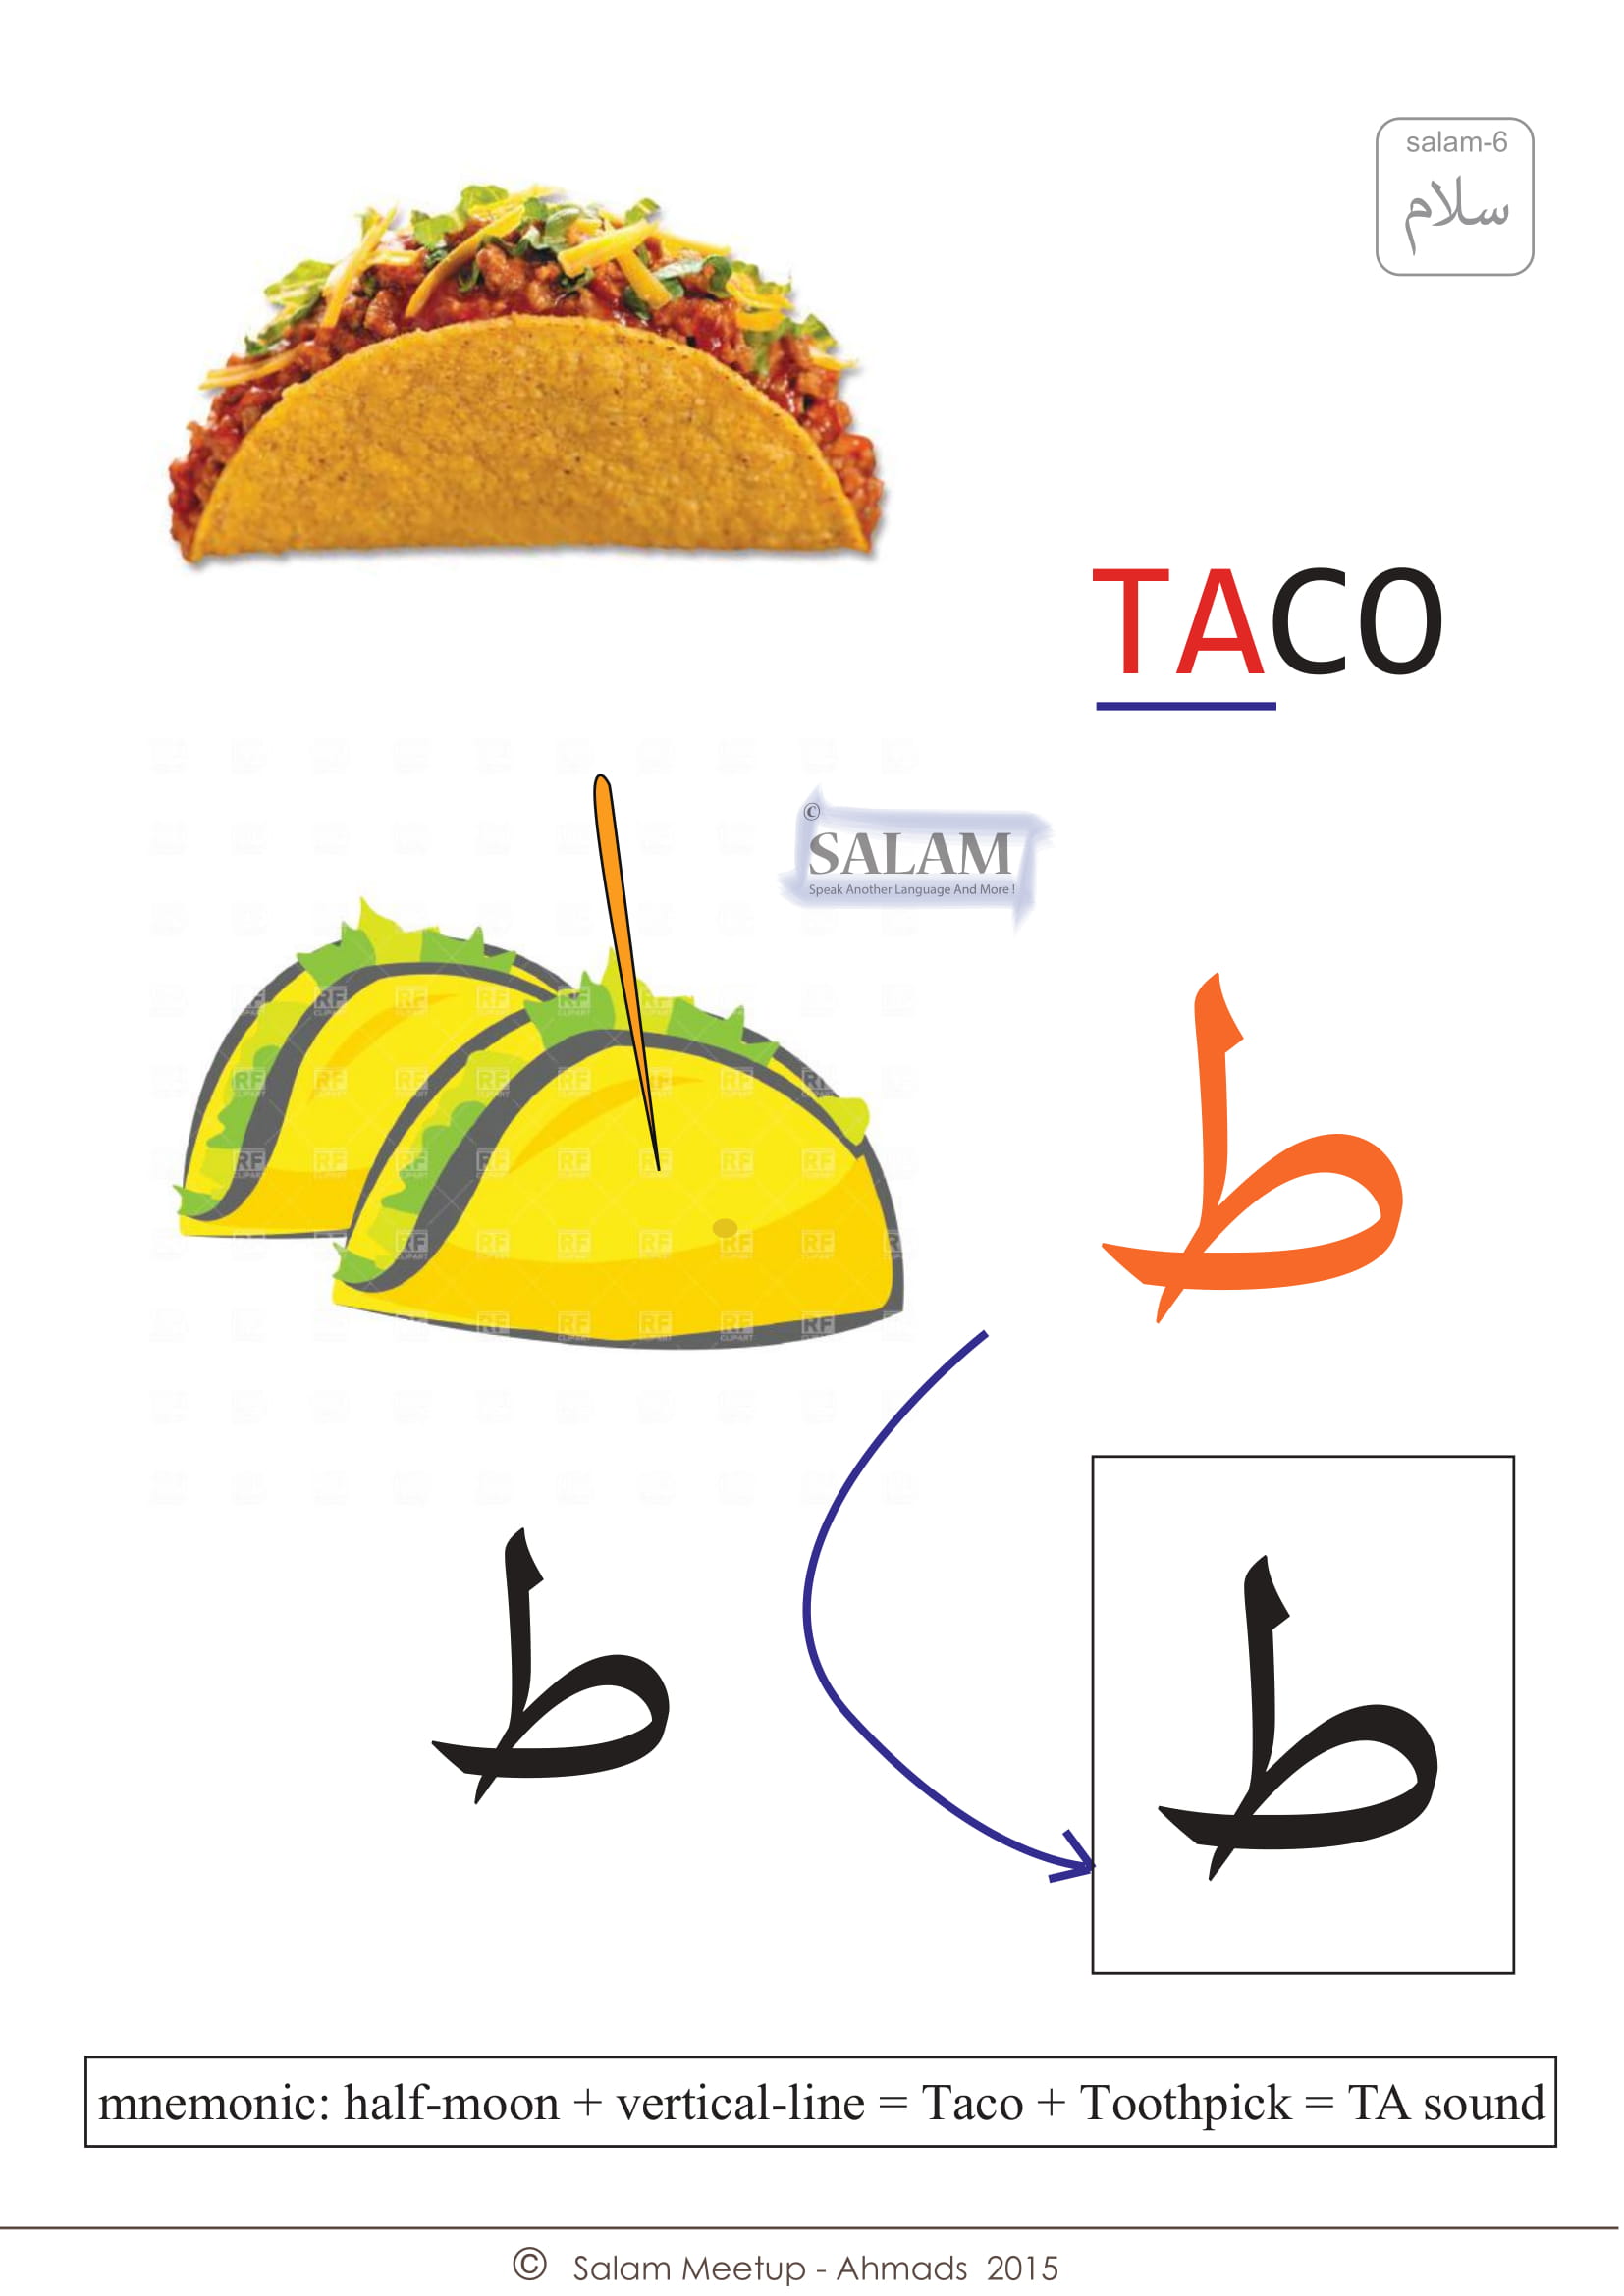 salam-6
سلام
TACO
©
SALAM
Speak Another Language And More !
ط
ط
ط
mnemonic: half-moon + vertical-line = Taco + Toothpick = TA sound
© Salam Meetup - Ahmads 2015